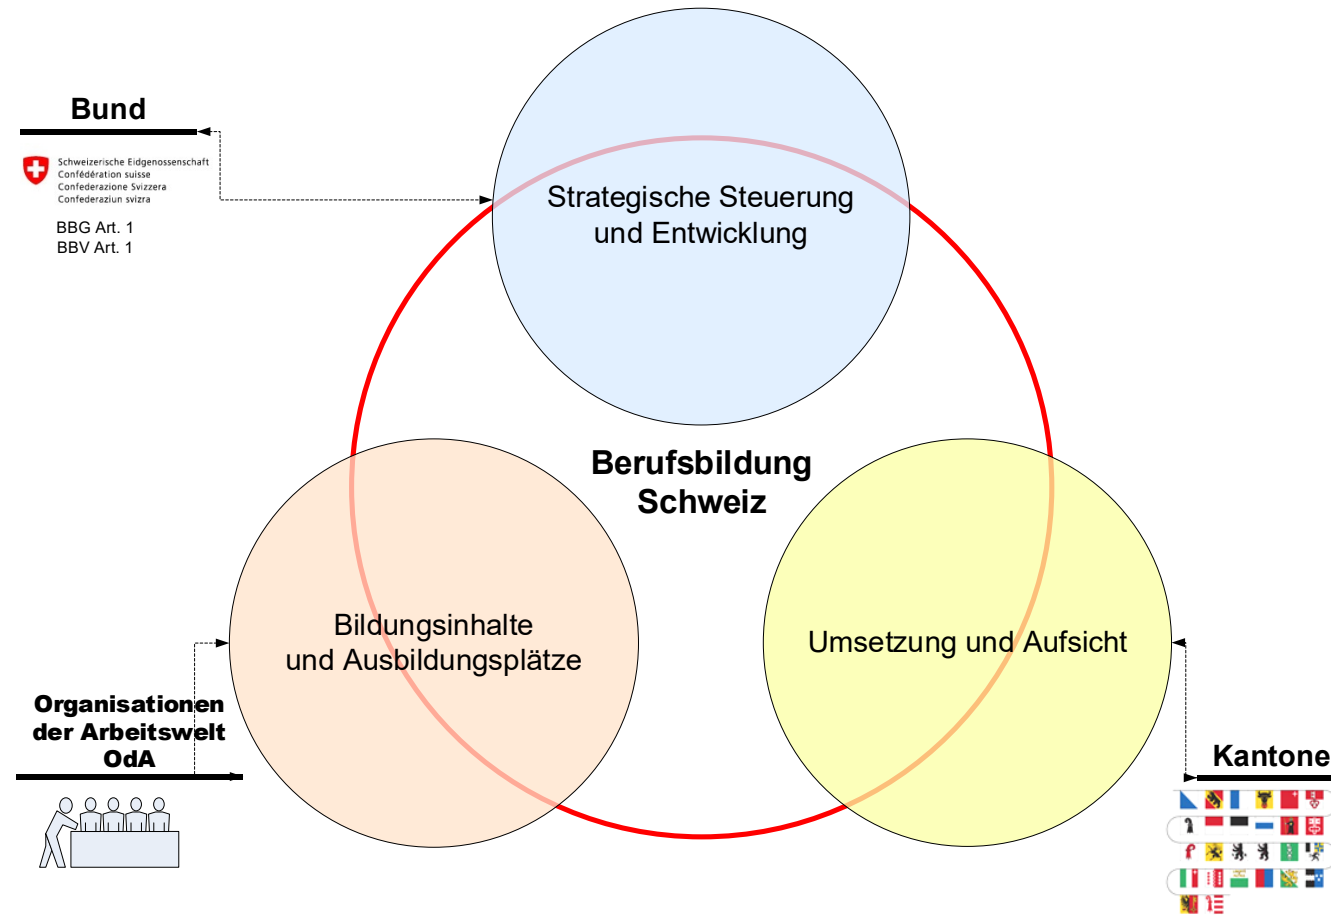 Bund
Schweizerische Eidgenossenschaft
Confédération suisse
Confederazione Svizzera
Confederaziun svizra
BBG Art. 1
BBV Art. 1
Strategische Steuerung
und Entwicklung
Berufsbildung
Schweiz
Bildungsinhalte
und Ausbildungsplätze
Umsetzung und Aufsicht
Organisationen
der Arbeitswelt
OdA
Kantone